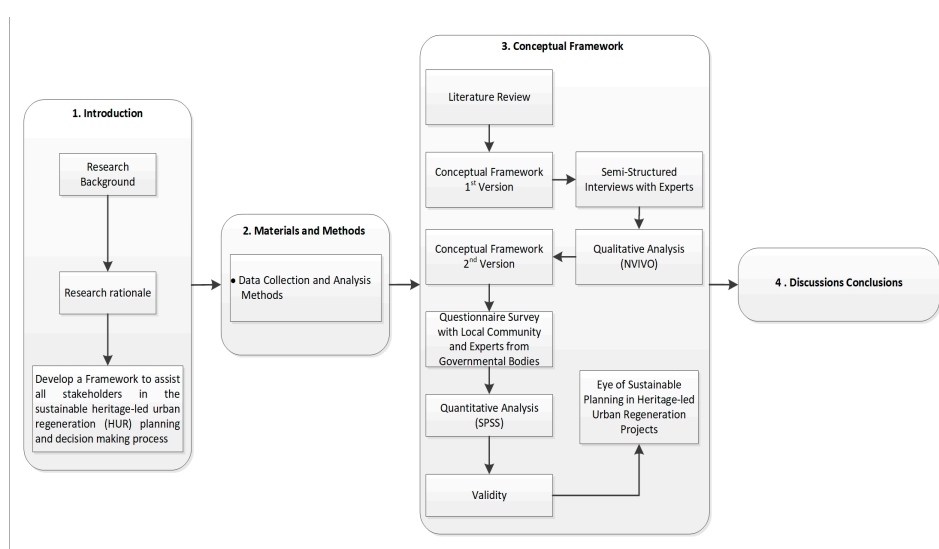 1. Introduction
Research
Background
Research rationale
Develop a Framework to assist
all stakeholders in the
sustainable heritage-led urban
regeneration (HUR) planning
and decision making process
2. Materials and Methods
• Data Collection and Analysis
Methods
3. Conceptual Framework
Literature Review
Conceptual Framework
1st Version
Semi-Structured
Interviews with Experts
Qualitative Analysis
(NVIVO)
Conceptual Framework
2nd Version
Questionnaire Survey
with Local Community
and Experts from
Governmental Bodies
Quantitative Analysis
(SPSS)
Validity
Eye of Sustainable
Planning in Heritage-led
Urban Regeneration
Projects
4 . Discussions Conclusions